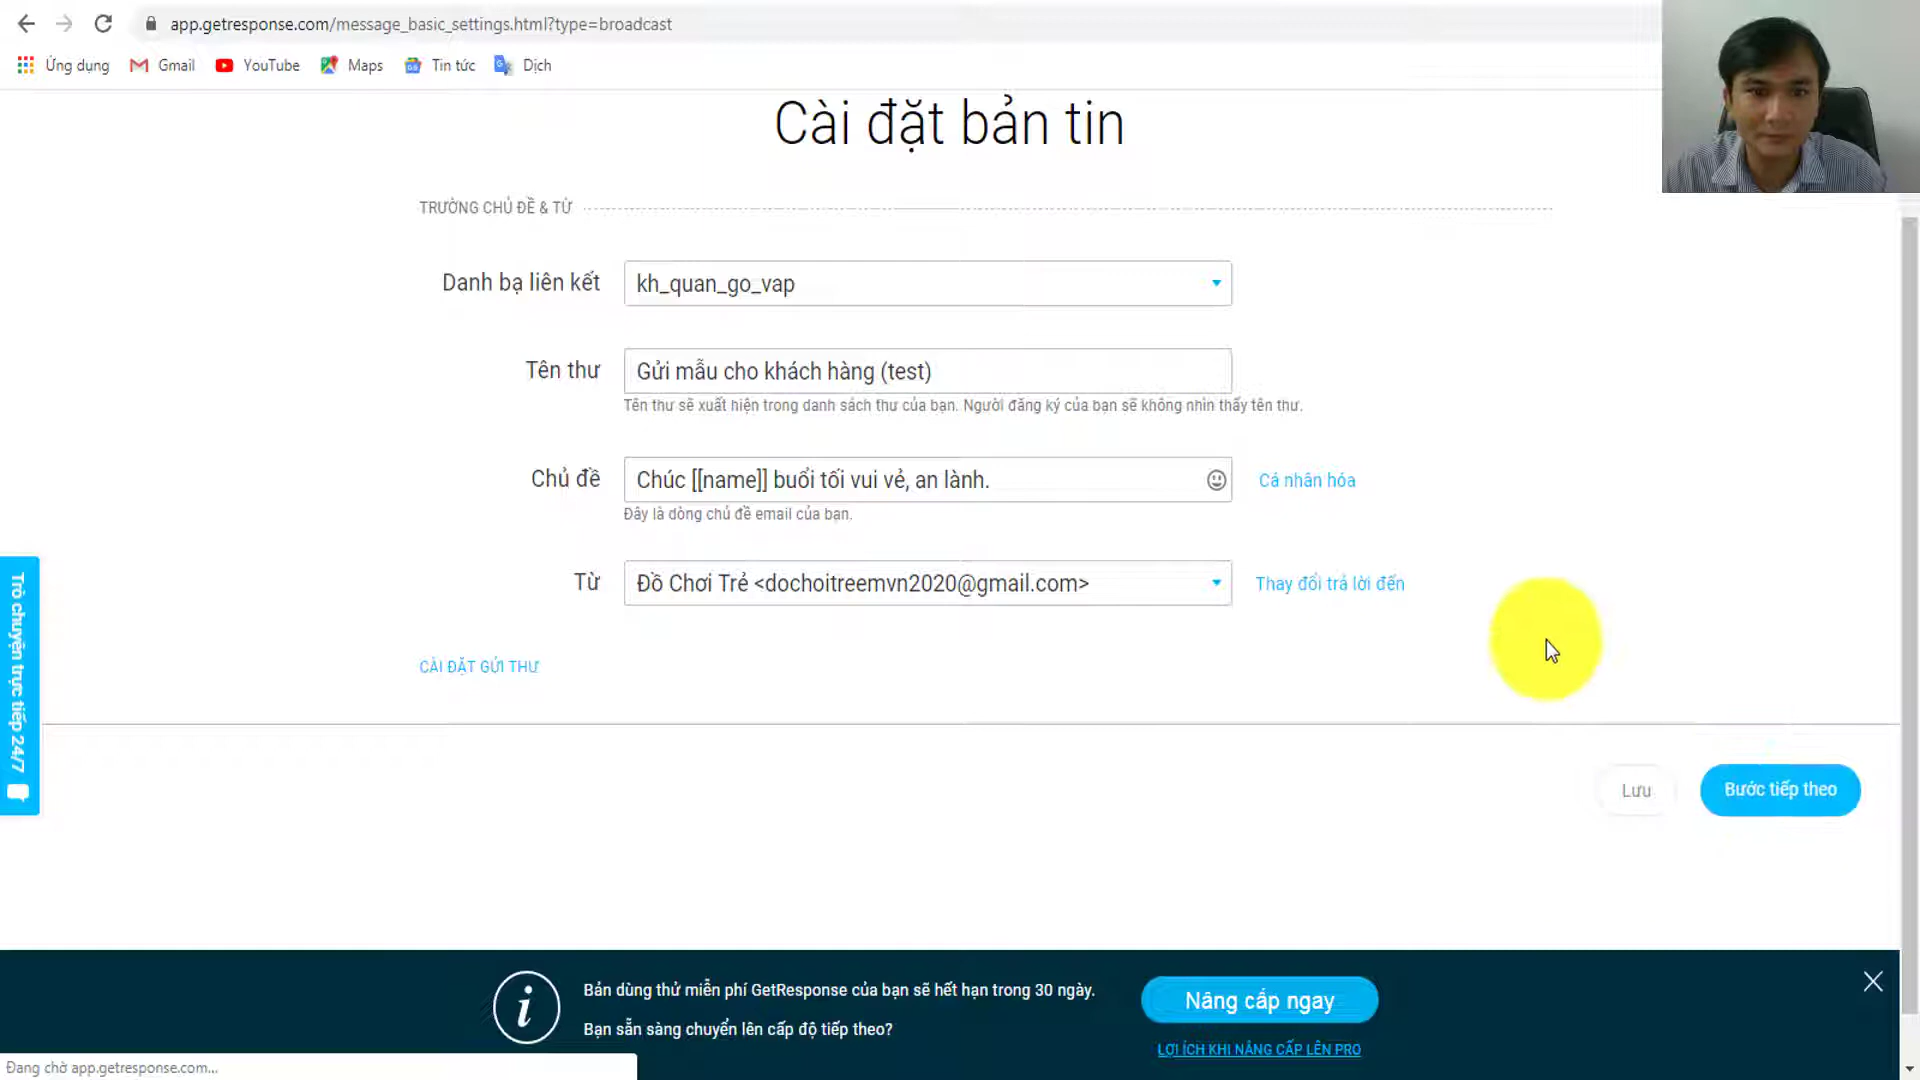 app.getresponse.com/message_basic_settings.html?type=broadcast
Ứng dụng Gmail YouTube Maps Tin tức Dịch
Cài đặt bản tin
TRƯỜNG CHỦ ĐỀ & TỪ
Danh bạ liên kết kh_quan_go_vap
Tên thư Gửi mẫu cho khách hàng (test)
Tên thư sẽ xuất hiện trong danh sách thư của bạn. Người đăng ký của bạn sẽ không nhìn thấy tên thư.
Chủ đề Chúc [[name]] buổi tối vui vẻ, an lành. Cá nhân hóa
Đây là dòng chủ đề email của bạn.
Từ Đồ Chơi Trẻ <dochoitreemvn2020@gmail.com> Thay đổi trả lời đến
CÀI ĐẶT GỬI THƯ
Trò chuyện trực tiếp 24/7
Lưu Bước tiếp theo
Bản dùng thử miễn phí GetResponse của bạn sẽ hết hạn trong 30 ngày.
Bạn sẵn sàng chuyển lên cấp độ tiếp theo?
Nâng cấp ngay
LỢI ÍCH KHI NÂNG CẤP LÊN PRO
Đang chờ app.getresponse.com...